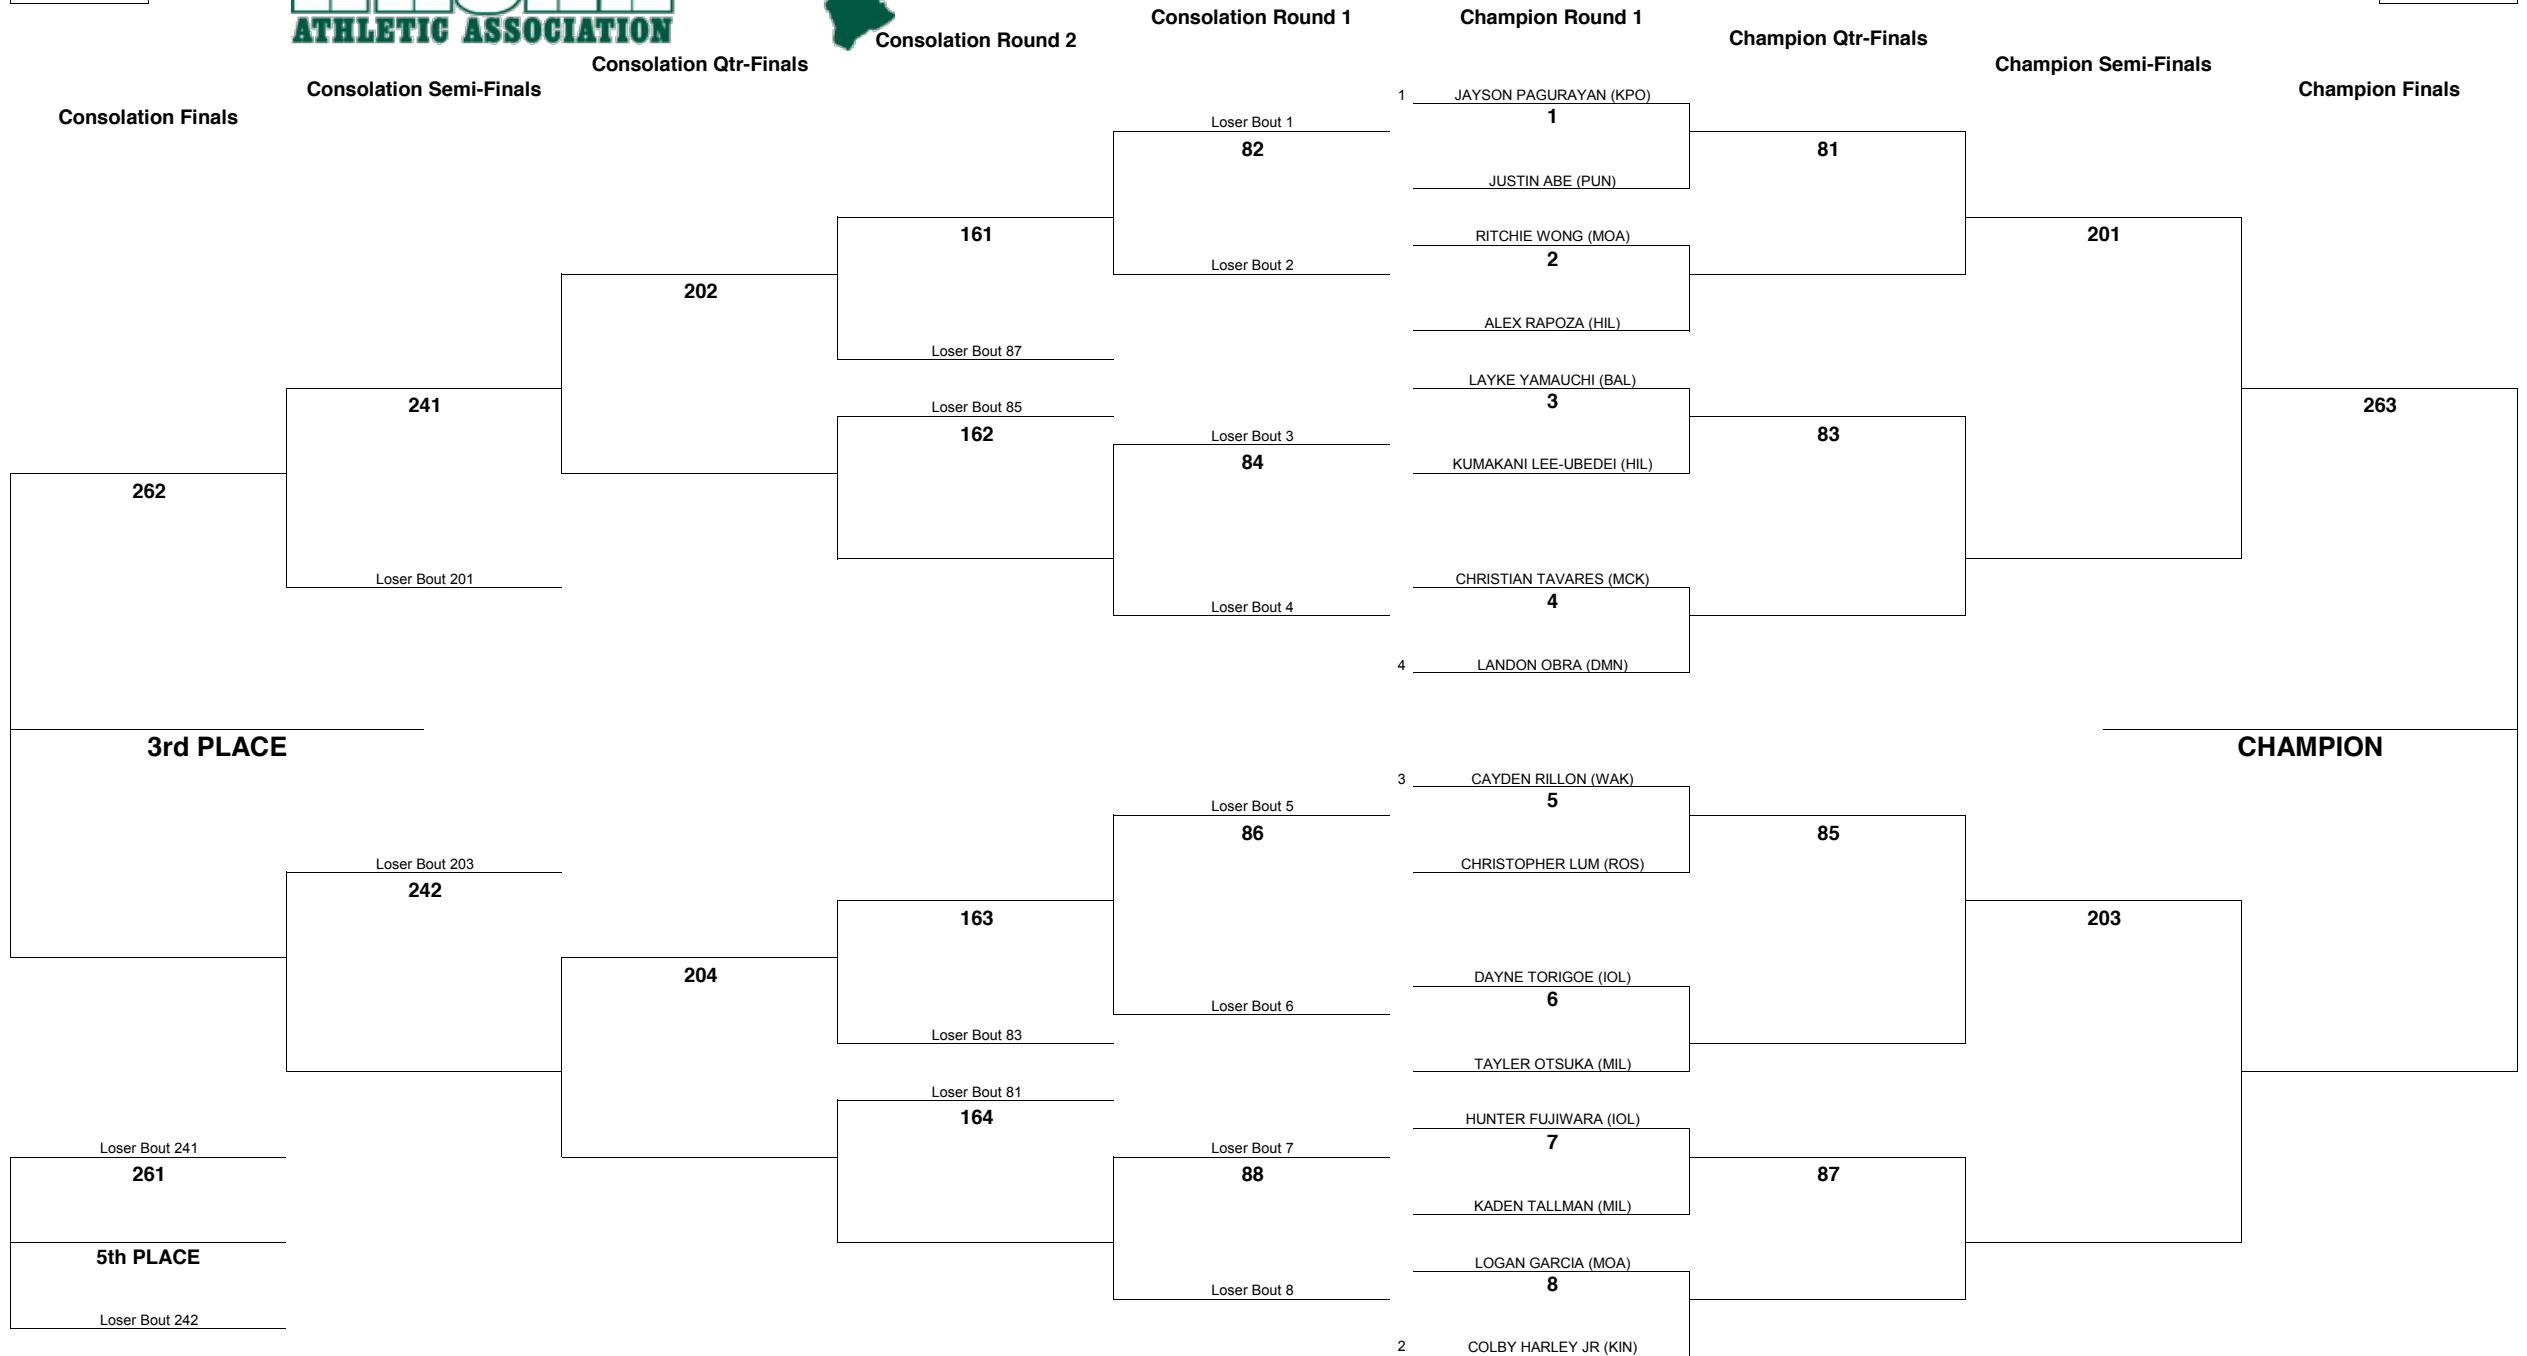 ATHLETIC ASSOCIATION
Consolation Round 1
Champion Round 1
Consolation Round 2
Champion Qtr-Finals
Consolation Qtr-Finals
Champion Semi-Finals
Consolation Semi-Finals
Champion Finals
Consolation Finals
1 JAYSON PAGURAYAN (KPO)
1
Loser Bout 1
82
81
JUSTIN ABE (PUN)
161
RITCHIE WONG (MOA)
201
2
Loser Bout 2
202
ALEX RAPOZA (HIL)
Loser Bout 87
LAYKE YAMAUCHI (BAL)
241
Loser Bout 85
3
263
162
Loser Bout 3
83
84
KUMAKANI LEE-UBEDEI (HIL)
262
Loser Bout 201
CHRISTIAN TAVARES (MCK)
4
Loser Bout 4
4 LANDON OBRA (DMN)
3rd PLACE
CHAMPION
3 CAYDEN RILLON (WAK)
5
Loser Bout 5
86
85
Loser Bout 203
CHRISTOPHER LUM (ROS)
242
163
203
204
DAYNE TORIGOE (IOL)
6
Loser Bout 6
Loser Bout 83
TAYLER OTSUKA (MIL)
Loser Bout 81
164
HUNTER FUJIWARA (IOL)
7
Loser Bout 241
Loser Bout 7
261
88
87
KADEN TALLMAN (MIL)
5th PLACE
LOGAN GARCIA (MOA)
8
Loser Bout 8
Loser Bout 242
2 COLBY HARLEY JR (KIN)